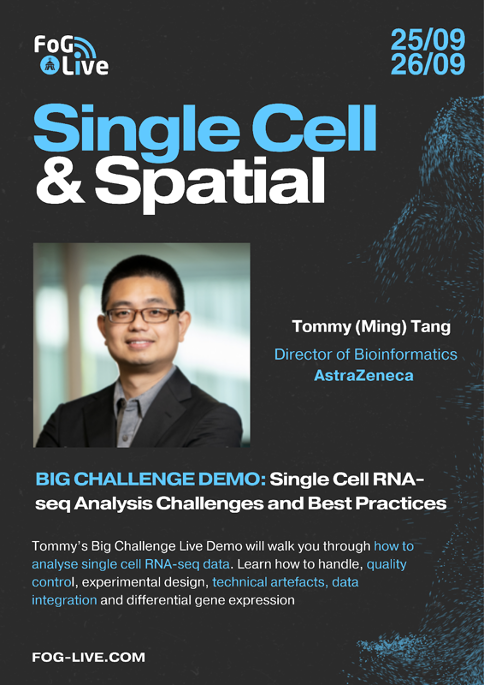 FoG
Live
25/09
26/09
Single Cell
& Spatial
Tommy (Ming) Tang
Director of Bioinformatics
AstraZeneca
BIG CHALLENGE DEMO: Single Cell RNA-
seq Analysis Challenges and Best Practices
Tommy's Big Challenge Live Demo will walk you through how to
analyse single cell RNA-seq data. Learn how to handle, quality
control, experimental design, technical artefacts, data
integration and differential gene expression
FOG-LIVE.COM